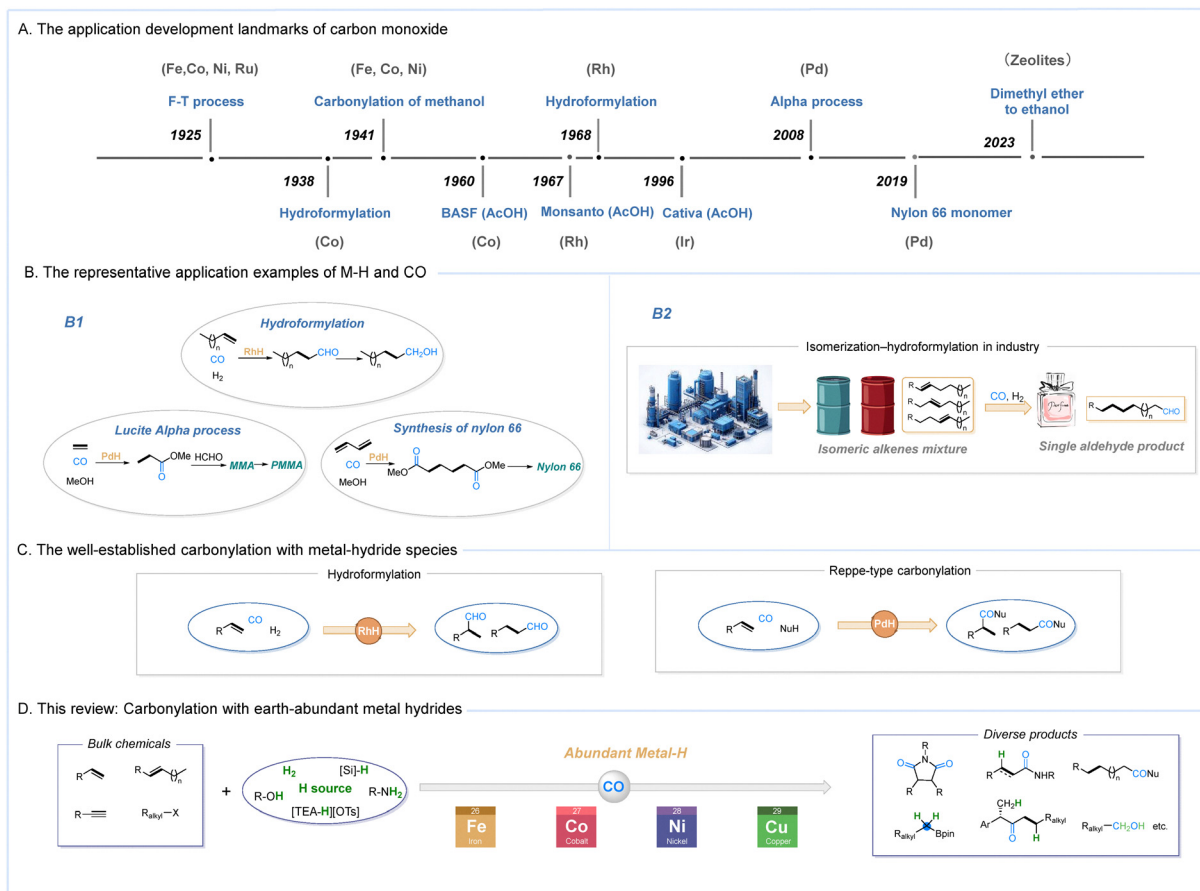 A. The application development landmarks of carbon monoxide
(Fe,Co, Ni, Ru)
(Fe, Co, Ni)
(Rh)
(Pd)
(Zeolites)
F-T process
Carbonylation of methanol
Hydroformylation
Alpha process
Dimethyl ether
to ethanol
1925
1941
1968
2008
2023
1938
1960
1967
1996
2019
Hydroformylation
BASF (AcOH)
Monsanto (AcOH)
Cativa (AcOH)
Nylon 66 monomer
(Co)
(Co)
(Rh)
(Ir)
(Pd)
B. The representative application examples of M-H and CO
B1
Hydroformylation
n
CO
H2
RhH
n
CHO
n
CH2OH
Lucite Alpha process
CO
MeOH
PdH
OMe
O
HCHO
MMA
PMMA
Synthesis of nylon 66
CO
MeOH
PdH
O
MeO
OMe
O
Nylon 66
B2
Isomerization–hydroformylation in industry
R
n
R
n
R
n
CO, H2
Perfume
R
n
CHO
Isomeric alkenes mixture
Single aldehyde product
C. The well-established carbonylation with metal-hydride species
Hydroformylation
R
CO
H2
RhH
CHO
R
R
CHO
Reppe-type carbonylation
R
CO
NuH
PdH
CONu
R
R
CONu
D. This review: Carbonylation with earth-abundant metal hydrides
Bulk chemicals
R
R
n
R
Ralkyl–X
+
H2
[Si]-H
H source
R-OH
R-NH2
[TEA-H][OTs]
Abundant Metal-H
CO
26
Fe
Iron
27
Co
Cobalt
28
Ni
Nickel
29
Cu
Copper
Diverse products
R
O
N
O
R
R
H
O
R
NHR
R
n
CONu
H
H
Ralkyl
Bpin
CH2H
Ar
O
H
Ralkyl
Ralkyl–CH2OH etc.